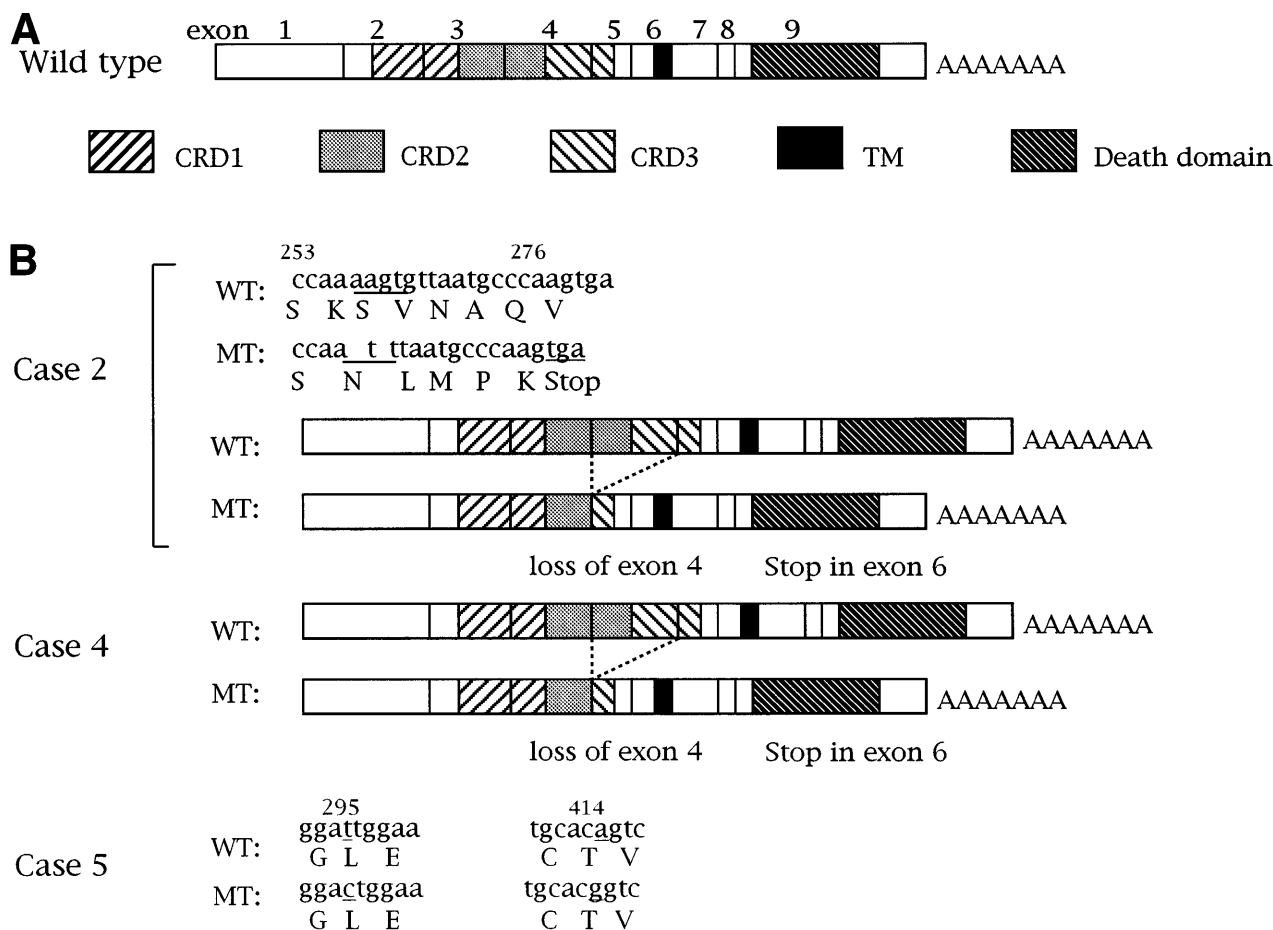 A
exon 1 2 3 4 5 6 7 8 9
Wild type AAAAAAA
CRD1 CRD2 CRD3 TM Death domain
B
253 276
WT: ccaaaagtgttaatgcccaagtga
S K S V N A Q V
Case 2
MT: ccaa t ttaatgcccaagtga
S N L M P K Stop
WT: AAAAAAA
MT: AAAAAAA
loss of exon 4 Stop in exon 6
Case 4
WT: AAAAAAA
MT: AAAAAAA
loss of exon 4 Stop in exon 6
295 414
Case 5
WT: ggattggaa tgcacagtc
G L E C T V
MT: ggactggaa tgcacggtc
G L E C T V